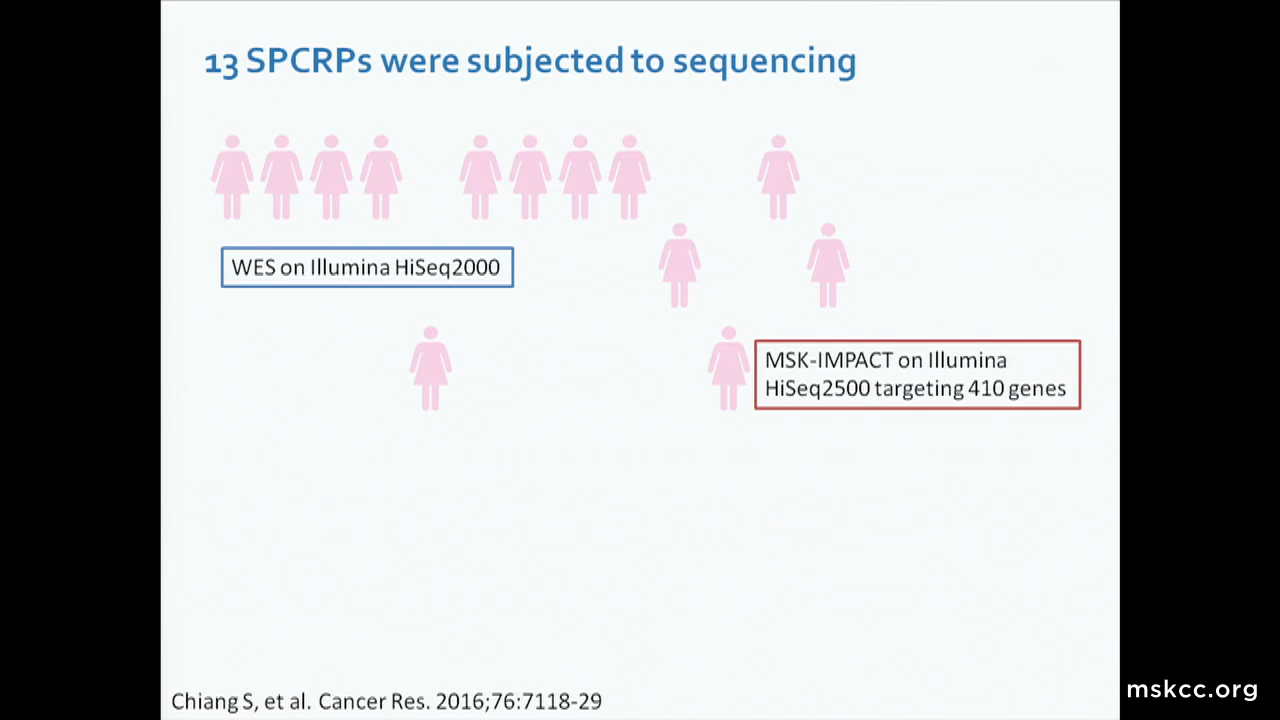 13 SPCRPs were subjected to sequencing
WES on Illumina HiSeq2000
MSK-IMPACT on Illumina
HiSeq2500 targeting 410 genes
Chiang S, et al. Cancer Res. 2016;76:7118-29
mskcc.org